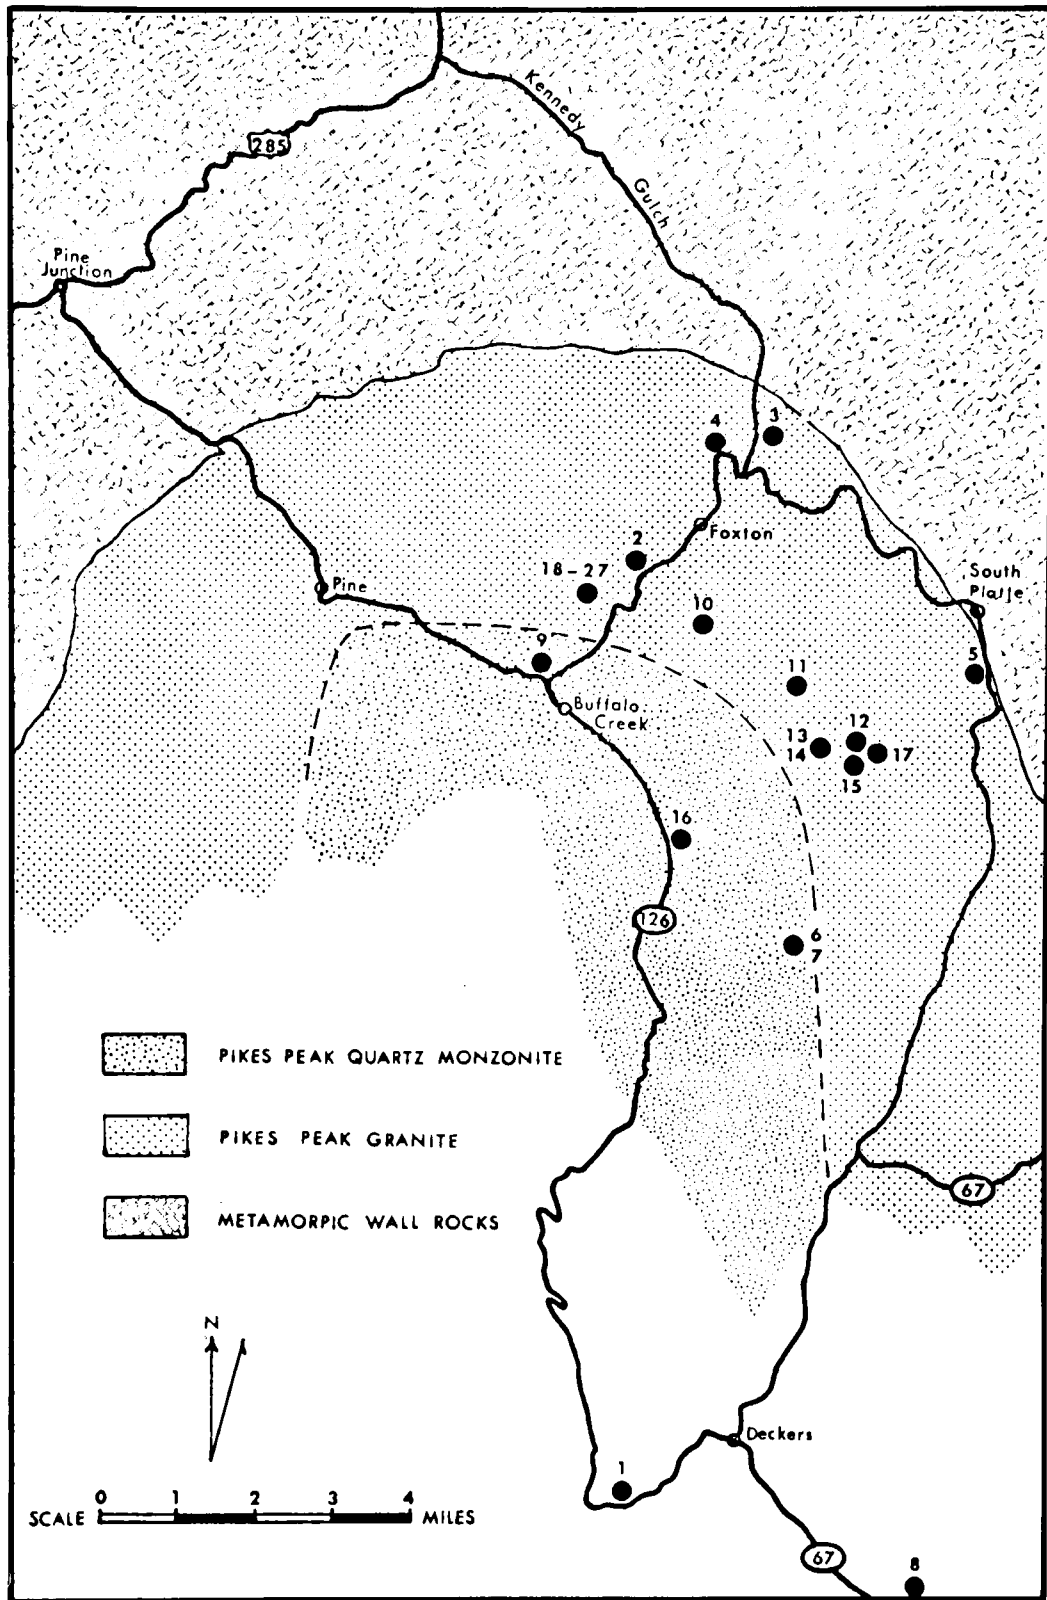 Kennedy
Gulch
285
Pine
Junction
4
3
Foxton
2
18-27
South
Platte
Pine
10
9
5
11
Buffalo
Creek
13
14
12
17
15
16
126
6
7
PIKES PEAK QUARTZ MONZONITE
PIKES PEAK GRANITE
67
METAMORPIC WALL ROCKS
N
Deckers
1
0 1 2 3 4
SCALE MILES
67
8